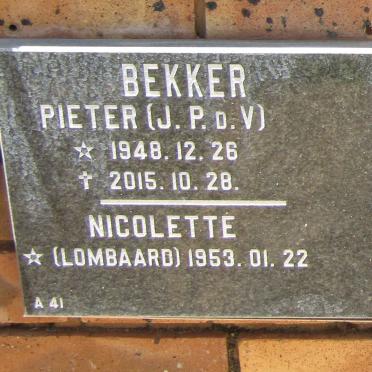 BEKKER
PIETER (J. P. D. V)
☆ 1948. 12. 26
✝ 2015. 10. 28.
NICOLETTE
☆ (LOMBAARD) 1953. 01. 22
A 41